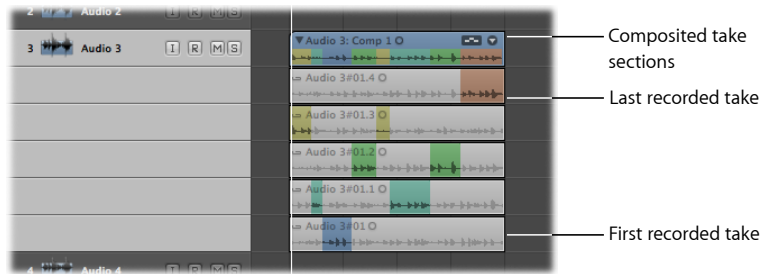 2 Audio 2 I R M S
3 Audio 3 I R M S
Audio 3: Comp 1
Audio 3#01.4
Audio 3#01.3
Audio 3#01.2
Audio 3#01.1
Audio 3#01
4 Audio 4 I R M S
Composited take
sections
Last recorded take
First recorded take